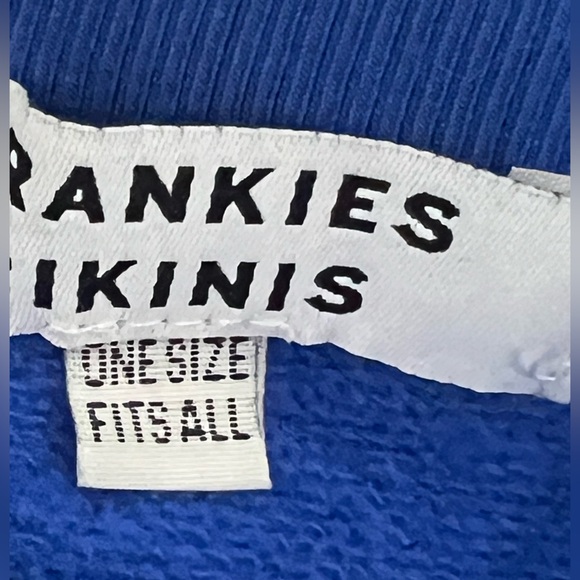 RANKIES
IKINIS
ONE SIZE
FITS ALL